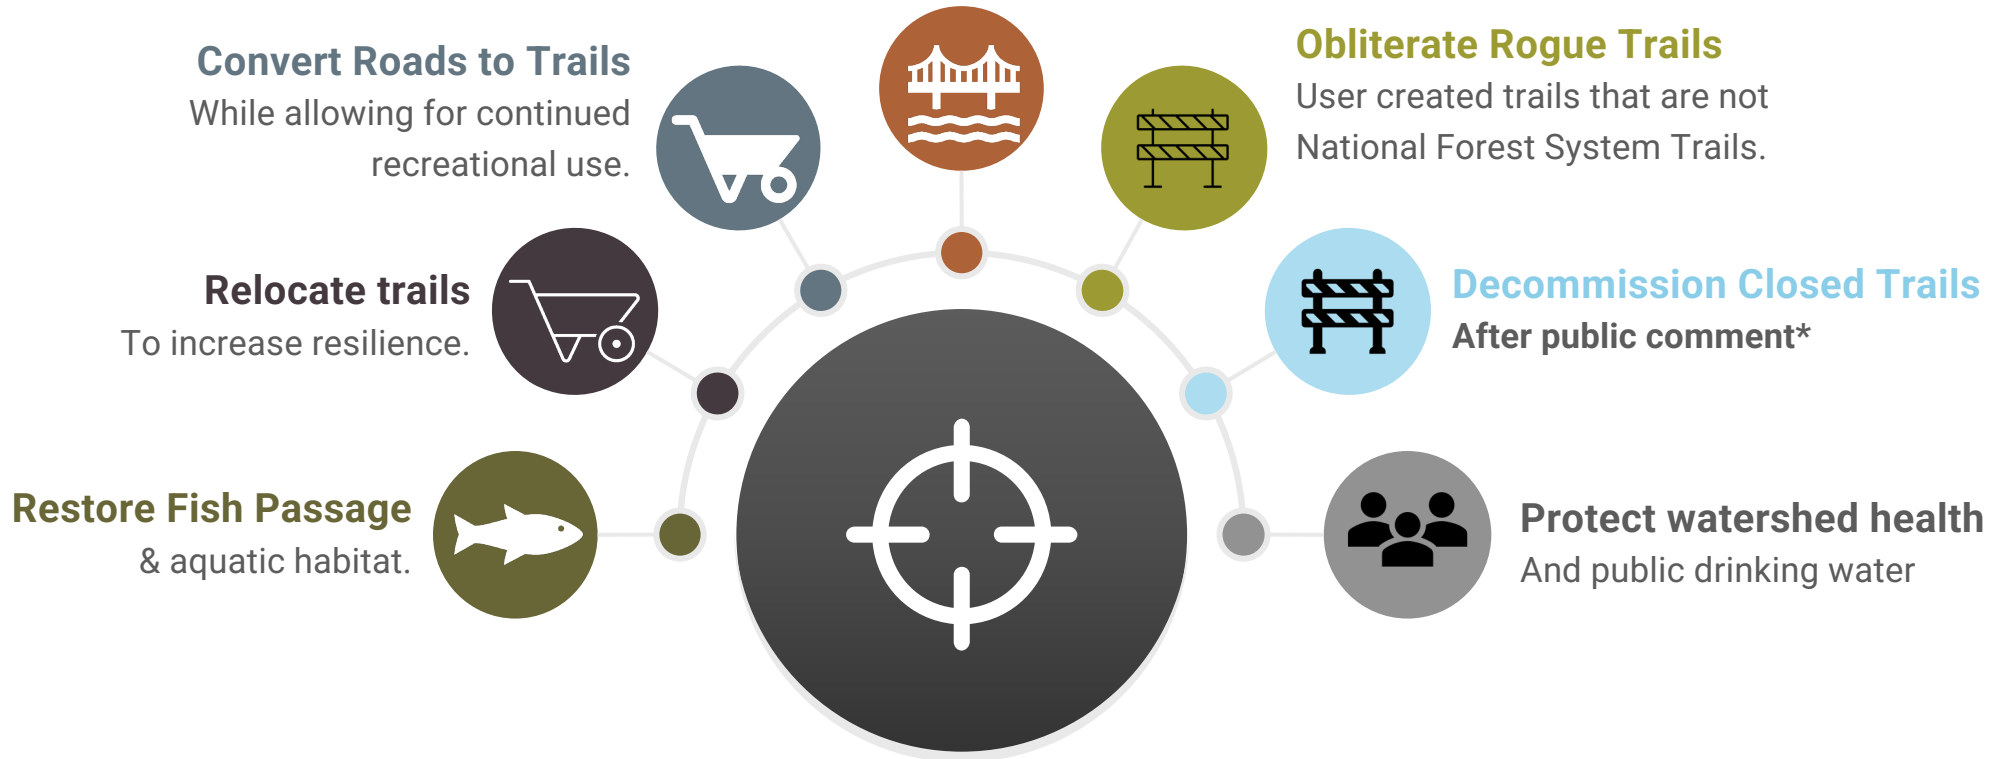 Convert Roads to Trails
While allowing for continued
recreational use.
Obliterate Rogue Trails
User created trails that are not
National Forest System Trails.
Relocate trails
To increase resilience.
Decommission Closed Trails
After public comment*
Restore Fish Passage
& aquatic habitat.
Protect watershed health
And public drinking water